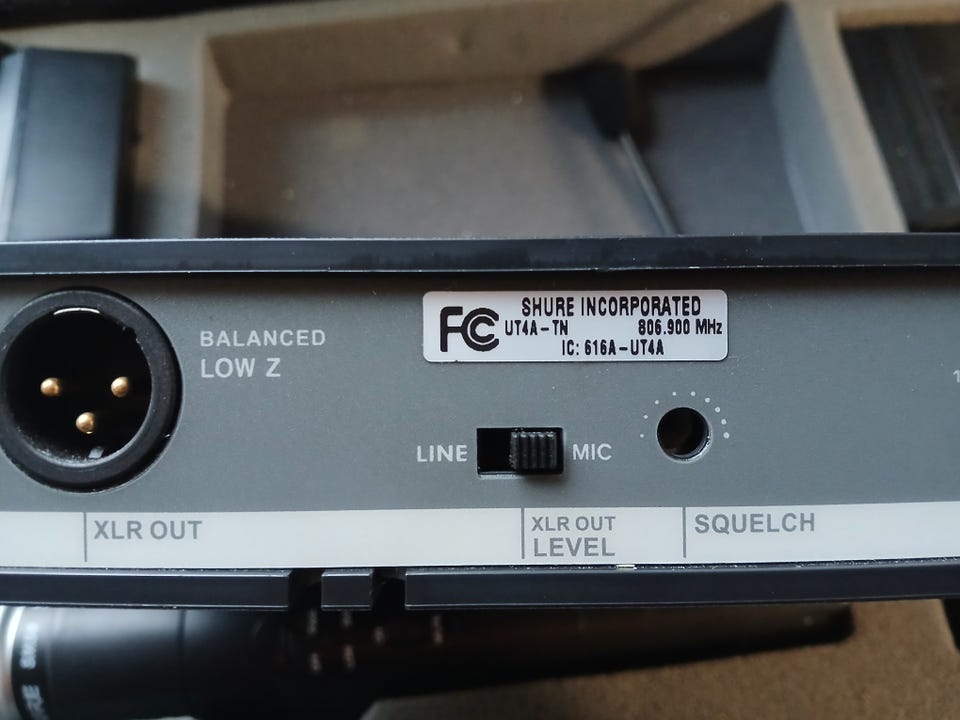 BALANCED
LOW Z
FC SHURE INCORPORATED
UT4A-TN 806.900 MHz
IC: 616A-UT4A
LINE MIC
XLR OUT
XLR OUT
LEVEL
SQUELCH